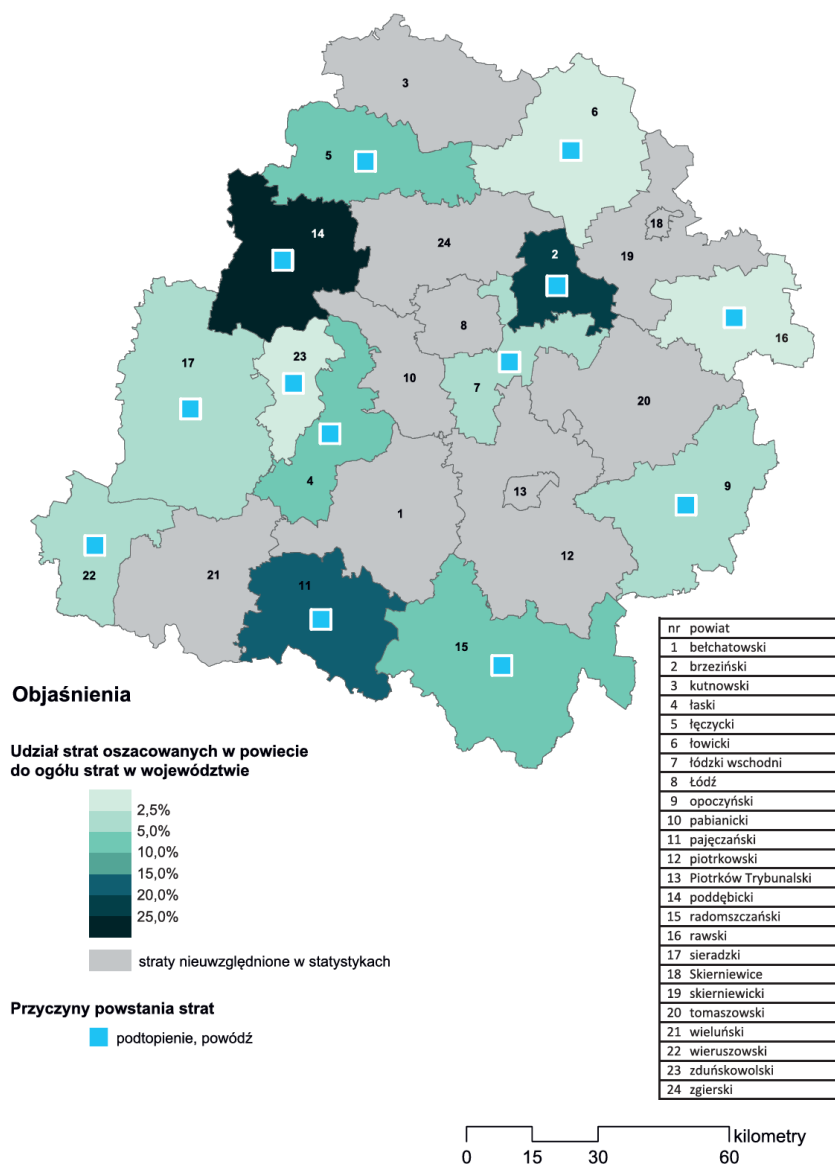 3
6
5
18
14
24
2
19
8
16
17
23
10
7
20
9
4
13
1
12
22
21
11
15
Objaśnienia
Udział strat oszacowanych w powiecie
do ogółu strat w województwie
2,5%
5,0%
10,0%
15,0%
20,0%
25,0%
straty nieuwzględnione w statystykach
Przyczyny powstania strat
podtopienie, powódź
nr powiat
1 bełchatowski
2 brzeziński
3 kutnowski
4 łaski
5 łęczycki
6 łowicki
7 łódzki wschodni
8 Łódź
9 opoczyński
10 pabianicki
11 pajęczański
12 piotrkowski
13 Piotrków Trybunalski
14 poddębicki
15 radomszczański
16 rawski
17 sieradzki
18 Skierniewice
19 skierniewicki
20 tomaszowski
21 wieluński
22 wieruszowski
23 zduńskowolski
24 zgierski
kilometry
0 15 30 60